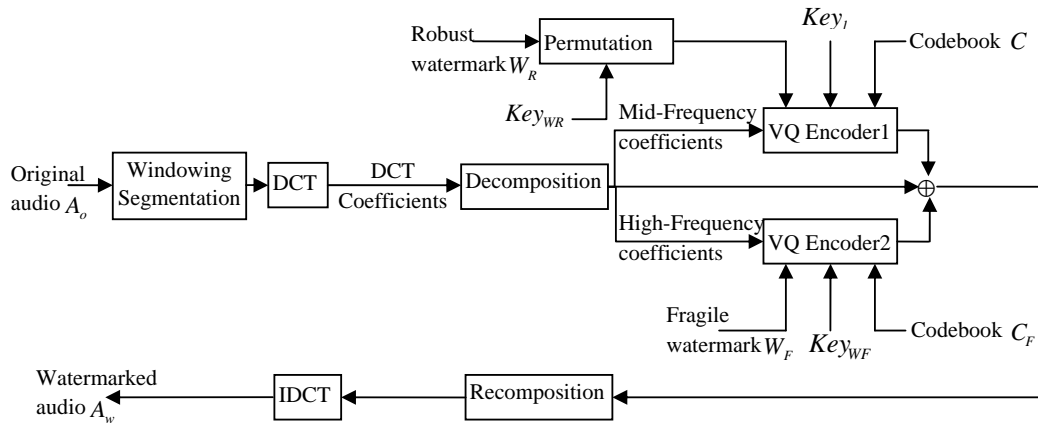 Robust
watermark W_R
Permutation
Key_1
Codebook C
Key_WR
Mid-Frequency
coefficients
VQ Encoder1
Original
audio A_o
Windowing
Segmentation
DCT
DCT
Coefficients
Decomposition
⊕
High-Frequency
coefficients
VQ Encoder2
Fragile
watermark W_F
Key_WF
Codebook C_F
Watermarked
audio A_w
IDCT
Recomposition